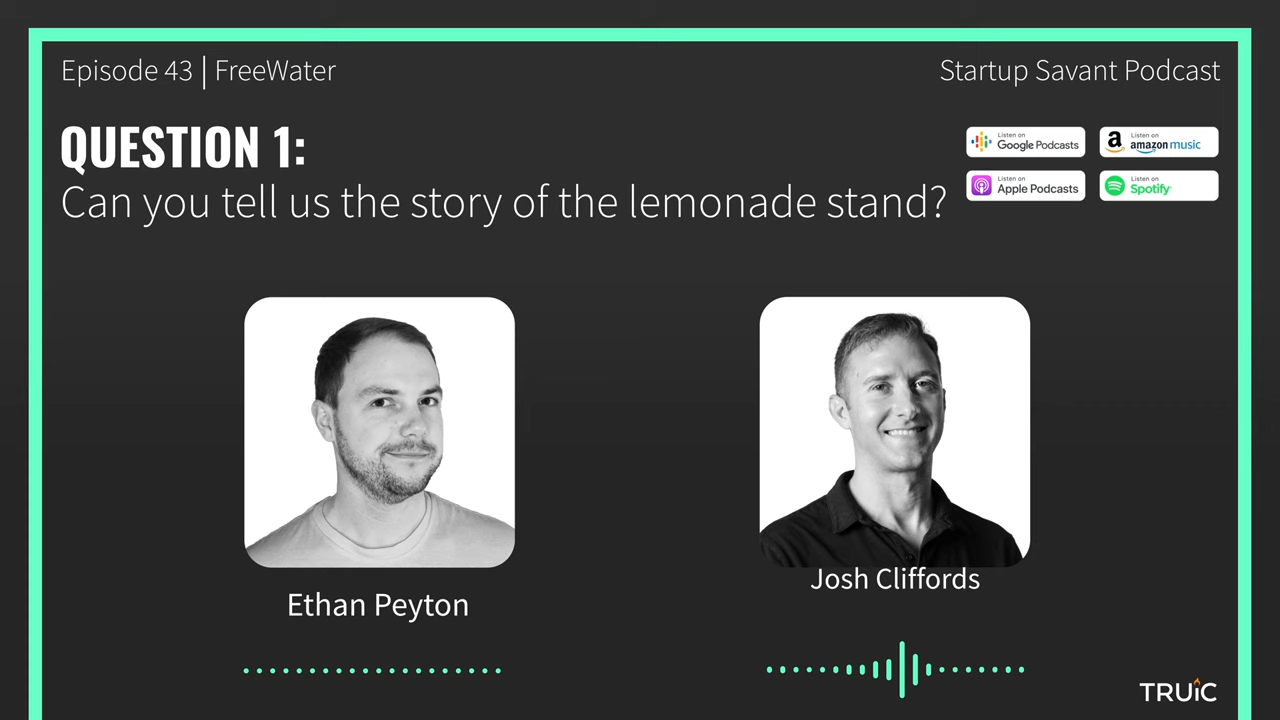 Episode 43 | FreeWater
Startup Savant Podcast
QUESTION 1:
Can you tell us the story of the lemonade stand?
Listen on
Google Podcasts
Listen on
amazon music
Listen on
Apple Podcasts
Listen on
Spotify
Ethan Peyton
Josh Cliffords
TRUiC